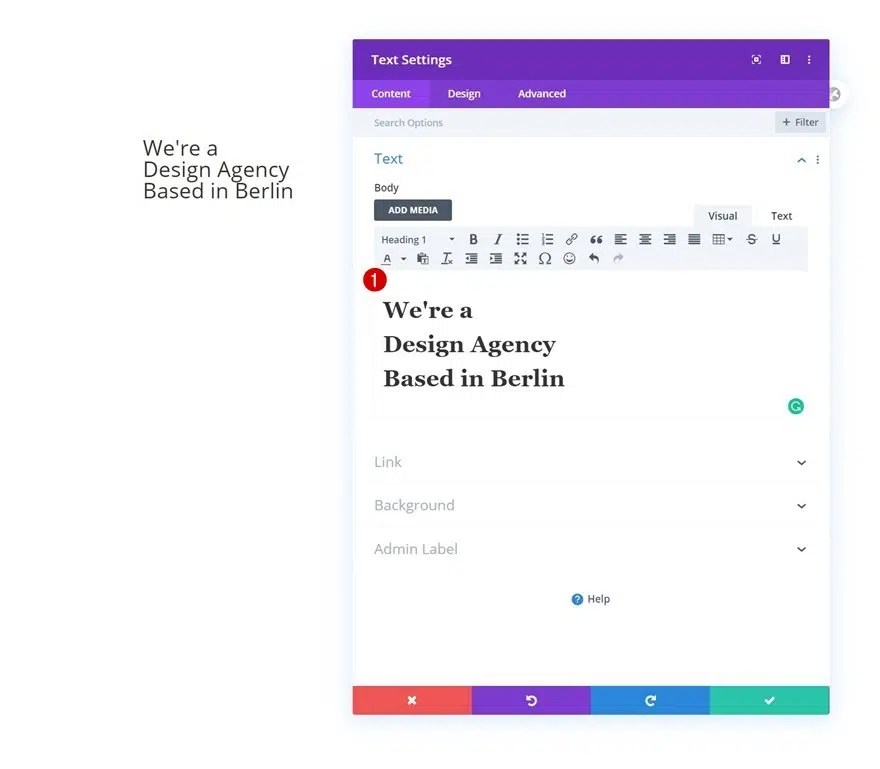 We're a
Design Agency
Based in Berlin
Text Settings
Content Design Advanced
Search Options
+ Filter
Text
Body
ADD MEDIA
Visual Text
Heading 1
1
We're a
Design Agency
Based in Berlin
Link
Background
Admin Label
? Help